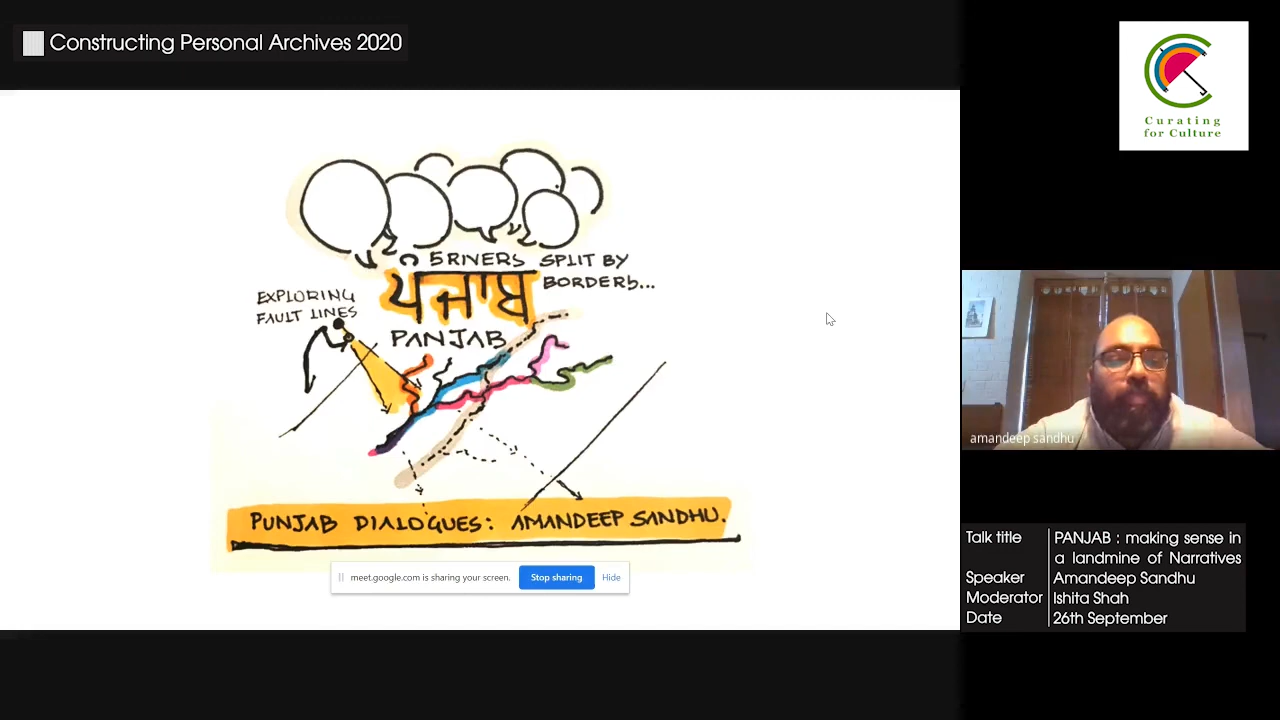 Constructing Personal Archives 2020
Curating
for Culture
5 RIVERS SPLIT BY
BORDERS...
ਪੰਜਾਬ
EXPLORING
FAULT LINES
PANJAB
PUNJAB DIALOGUES: AMANDEEP SANDHU.
meet.google.com is sharing your screen. Stop sharing Hide
amandeep sandhu
Talk title PANJAB : making sense in
a landmine of Narratives
Speaker Amandeep Sandhu
Moderator Ishita Shah
Date 26th September